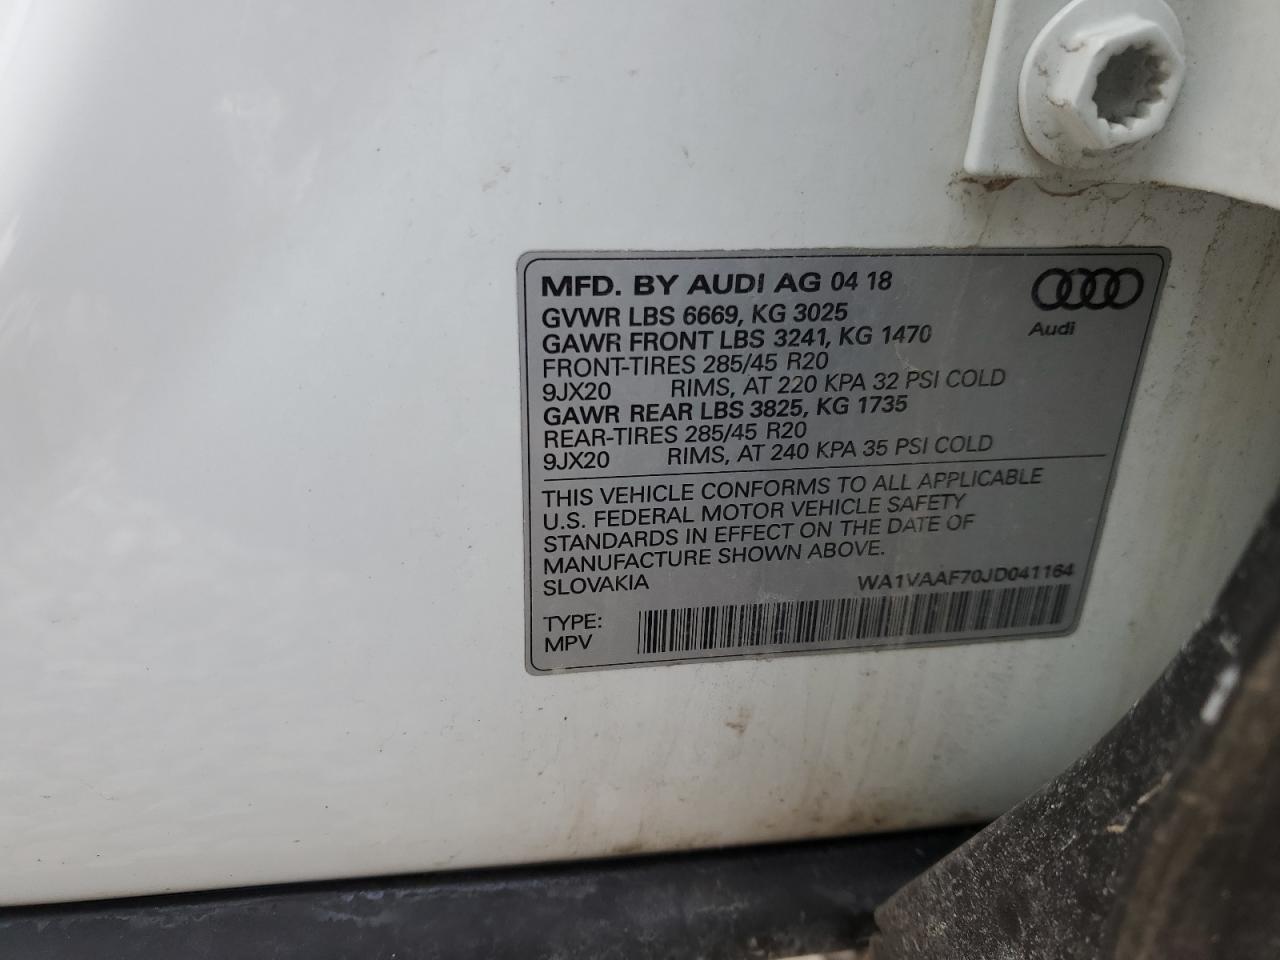 MFD. BY AUDI AG 04 18
GVWR LBS 6669, KG 3025
GAWR FRONT LBS 3241, KG 1470
FRONT-TIRES 285/45 R20
9JX20 RIMS, AT 220 KPA 32 PSI COLD
GAWR REAR LBS 3825, KG 1735
REAR-TIRES 285/45 R20
9JX20 RIMS, AT 240 KPA 35 PSI COLD
Audi
THIS VEHICLE CONFORMS TO ALL APPLICABLE
U.S. FEDERAL MOTOR VEHICLE SAFETY
STANDARDS IN EFFECT ON THE DATE OF
MANUFACTURE SHOWN ABOVE.
SLOVAKIA WA1VAAF70JD041164
TYPE:
MPV